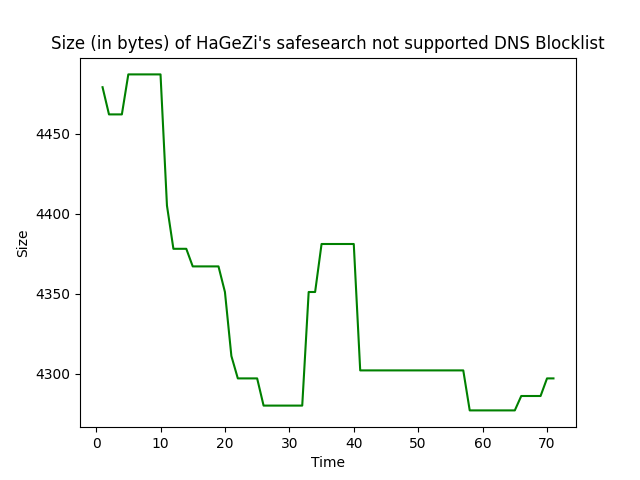 Size (in bytes) of HaGeZi's safesearch not supported DNS Blocklist
4450
4400
4350
4300
Size
0 10 20 30 40 50 60 70
Time